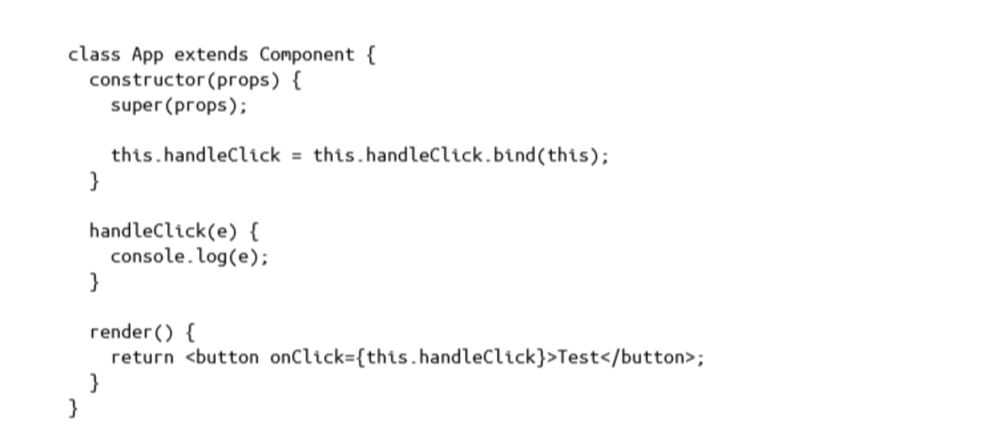 class App extends Component {
  constructor(props) {
    super(props);

    this.handleClick = this.handleClick.bind(this);
  }

  handleClick(e) {
    console.log(e);
  }

  render() {
    return <button onClick={this.handleClick}>Test</button>;
  }
}